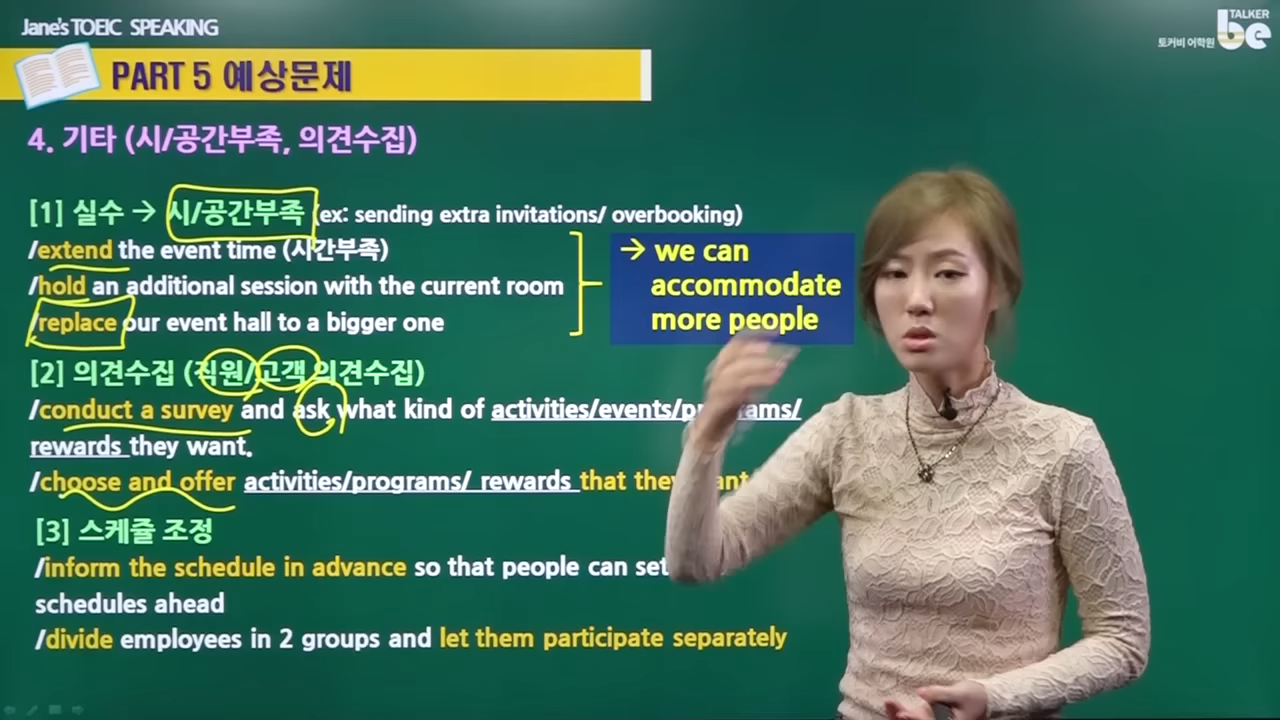 Jane's TOEIC SPEAKING
TALKER
be
토커비 어학원
PART 5 예상문제
4. 기타 (시/공간부족, 의견수집)
[1] 실수 → 시/공간부족 (ex: sending extra invitations/ overbooking)
/extend the event time (시간부족)
/hold an additional session with the current room
/replace our event hall to a bigger one
→ we can
accommodate
more people
[2] 의견수집 (직원/고객 의견수집)
/conduct a survey and ask what kind of activities/events/programs/
rewards they want.
/choose and offer activities/programs/ rewards that they want
[3] 스케쥴 조정
/inform the schedule in advance so that people can set
schedules ahead
/divide employees in 2 groups and let them participate separately